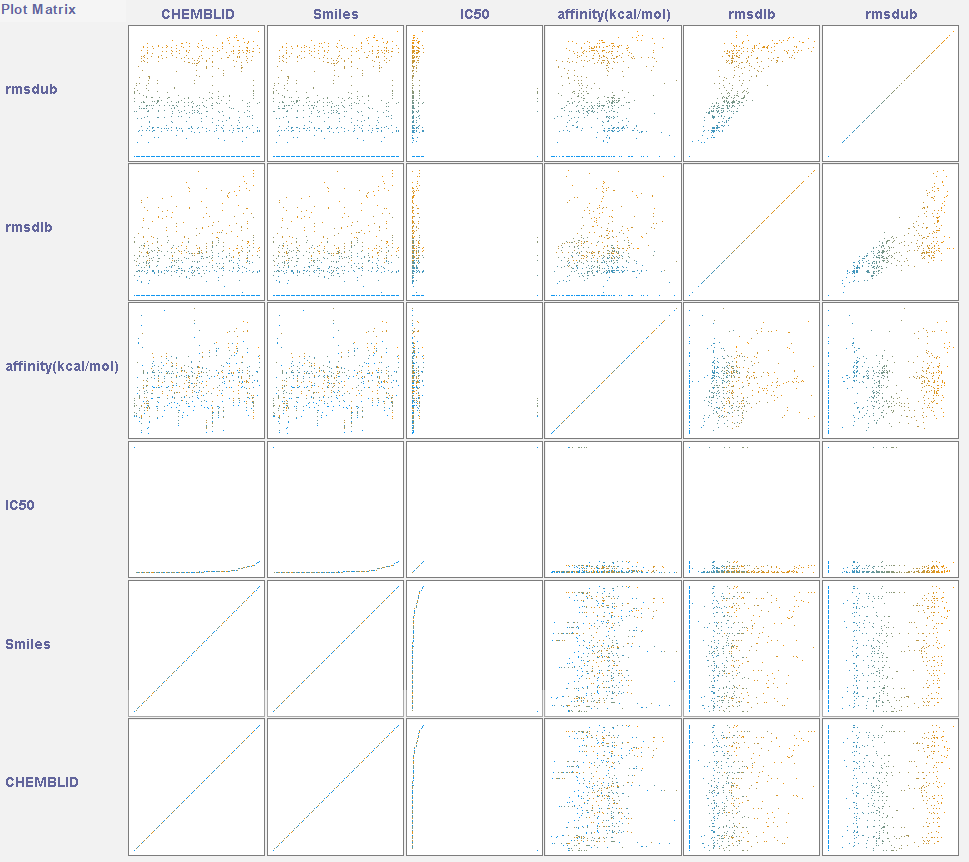 Plot Matrix
CHEMBLID Smiles IC50 affinity(kcal/mol) rmsdlb rmsdub
rmsdub
rmsdlb
affinity(kcal/mol)
IC50
Smiles
CHEMBLID